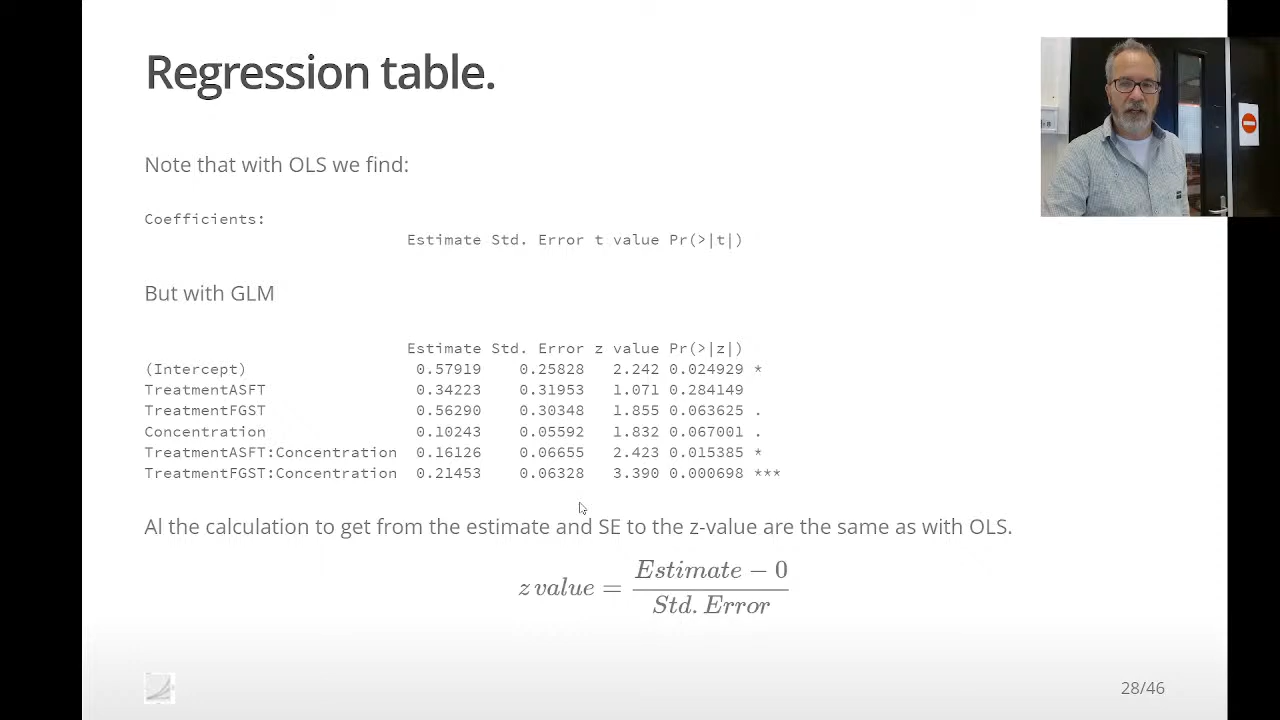 Regression table.
Note that with OLS we find:
Coefficients:
Estimate Std. Error t value Pr(>|t|)
But with GLM
Estimate Std. Error z value Pr(>|z|)
(Intercept) 0.57919 0.25828 2.242 0.024929 *
TreatmentASFT 0.34223 0.31953 1.071 0.284149
TreatmentFGST 0.56290 0.30348 1.855 0.063625 .
Concentration 0.10243 0.05592 1.832 0.067001 .
TreatmentASFT:Concentration 0.16126 0.06655 2.423 0.015385 *
TreatmentFGST:Concentration 0.21453 0.06328 3.390 0.000698 ***
Al the calculation to get from the estimate and SE to the z-value are the same as with OLS.
Estimate − 0
z value =
Std. Error
28/46